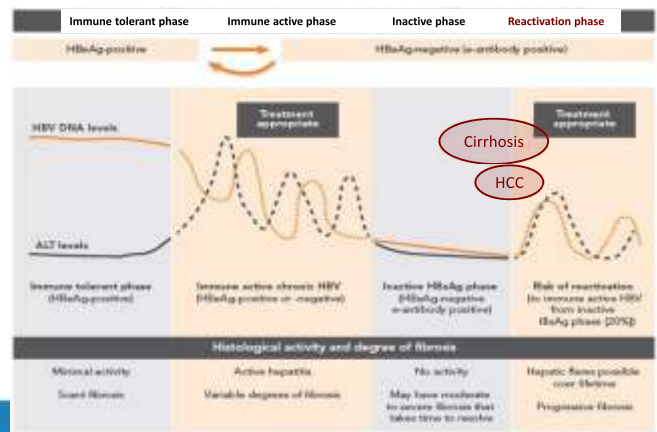 Immune tolerant phase
Immune active phase
Inactive phase
Reactivation phase
HBeAg-positive
HBeAg-negative (e-antibody positive)
Treatment
appropriate
Treatment
appropriate
HBV DNA levels
Cirrhosis
HCC
ALT levels
Immune tolerant phase
(HBeAg-positive)
Immune active chronic HBV
(HBeAg-positive or -negative)
Inactive HBsAg phase
(HBeAg-negative
e-antibody positive)
Risk of reactivation
(to immune active HBV
from inactive
phase [20%])
Histological activity and degree of fibrosis
Minimal activity
Scant fibrosis
Active hepatitis
Variable degrees of fibrosis
No activity
May have moderate
to severe fibrosis that
takes time to resolve
Hepatic flares possible
over lifetime
Progressive fibrosis